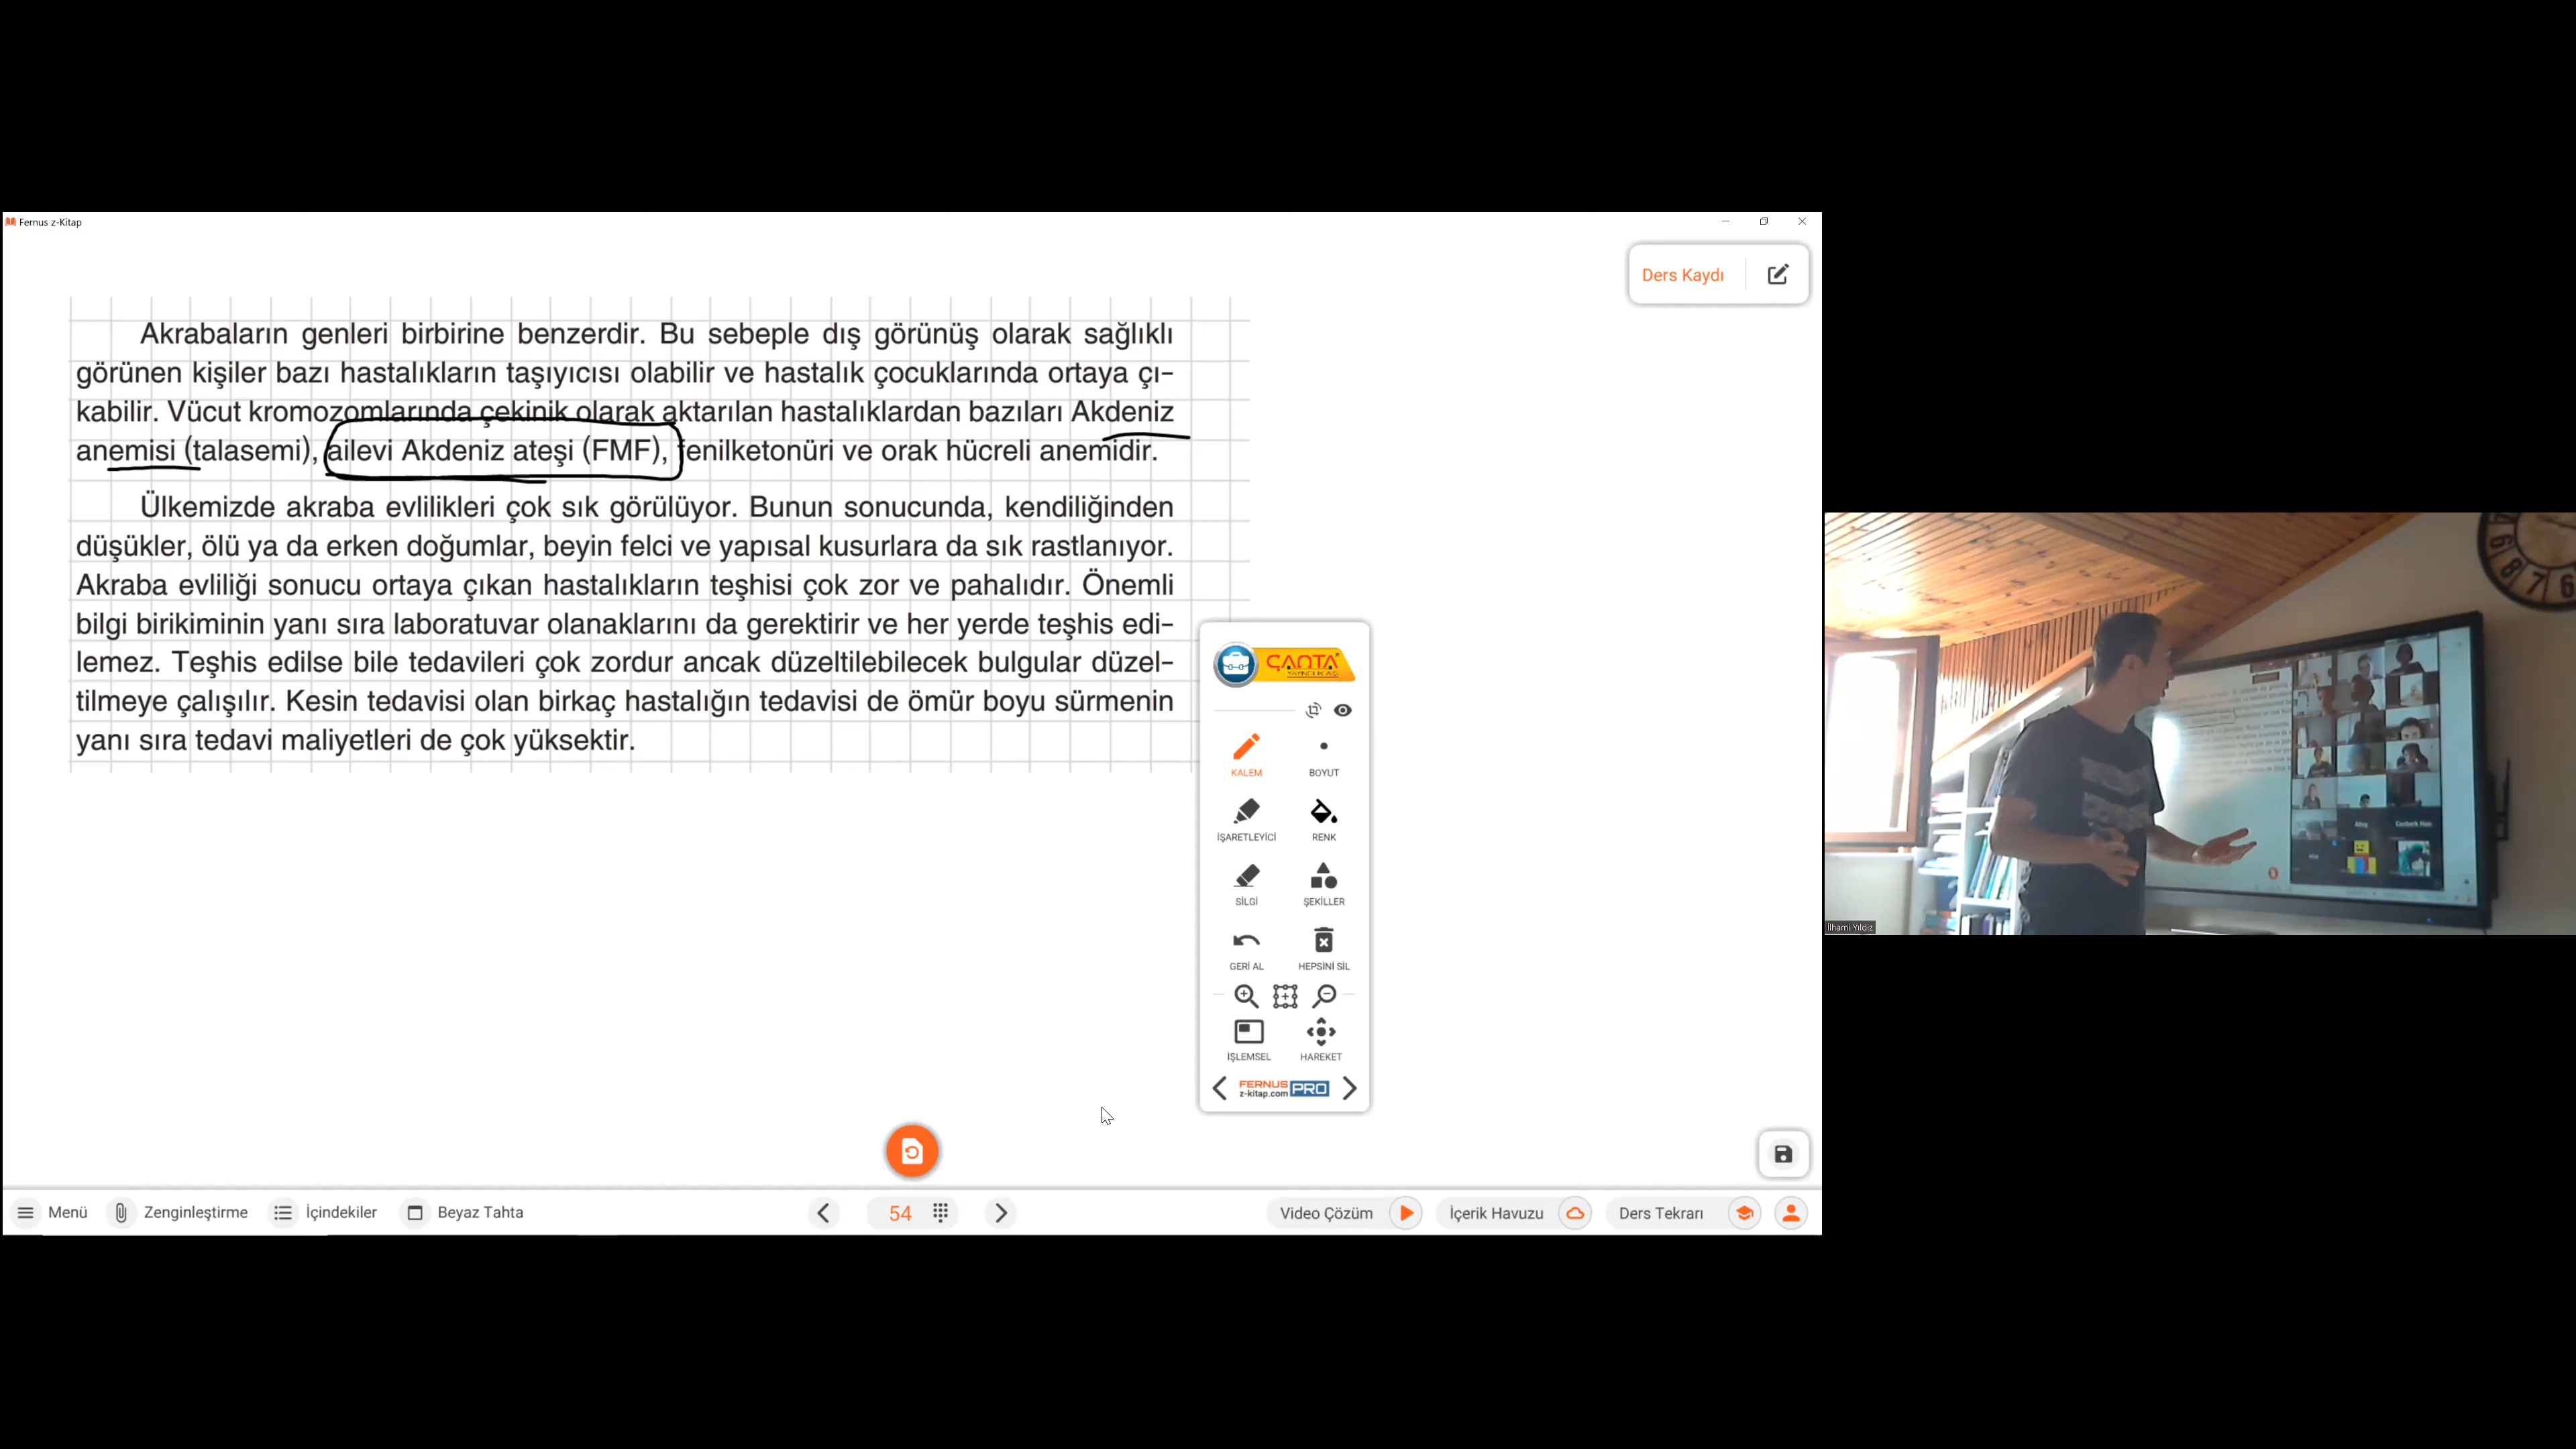 Fernus z-Kitap
Ders Kaydı
Akrabaların genleri birbirine benzerdir. Bu sebeple dış görünüş olarak sağlıklı
görünen kişiler bazı hastalıkların taşıyıcısı olabilir ve hastalık çocuklarında ortaya çı-
kabilir. Vücut kromozomlarında çekinik olarak aktarılan hastalıklardan bazıları Akdeniz
anemisi (talasemi), ailevi Akdeniz ateşi (FMF), fenilketonüri ve orak hücreli anemidir.
Ülkemizde akraba evlilikleri çok sık görülüyor. Bunun sonucunda, kendiliğinden
düşükler, ölü ya da erken doğumlar, beyin felci ve yapısal kusurlara da sık rastlanıyor.
Akraba evliliği sonucu ortaya çıkan hastalıkların teşhisi çok zor ve pahalıdır. Önemli
bilgi birikiminin yanı sıra laboratuvar olanaklarını da gerektirir ve her yerde teşhis edi-
lemez. Teşhis edilse bile tedavileri çok zordur ancak düzeltilebilecek bulgular düzel-
tilmeye çalışılır. Kesin tedavisi olan birkaç hastalığın tedavisi de ömür boyu sürmenin
yanı sıra tedavi maliyetleri de çok yüksektir.
ÇANTA
KALEM BOYUT
İŞARETLEYİCİ RENK
SİLGİ ŞEKİLLER
GERİ AL HEPSİNİ SİL
İŞLEMSEL HAREKET
FERNUS PRO
z-kitap.com
Menü Zenginleştirme İçindekiler Beyaz Tahta 54 Video Çözüm İçerik Havuzu Ders Tekrarı
İlhami Yıldız
9 8 7 6